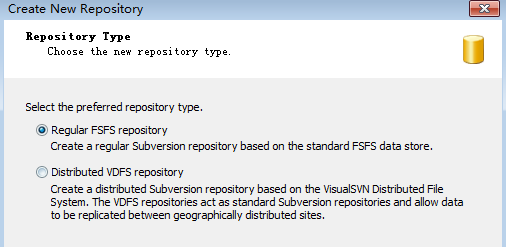 Create New Repository
Repository Type
Choose the new repository type.
Select the preferred repository type.
Regular FSFS repository
Create a regular Subversion repository based on the standard FSFS data store.
Distributed VDFS repository
Create a distributed Subversion repository based on the VisualSVN Distributed File
System. The VDFS repositories act as standard Subversion repositories and allow data
to be replicated between geographically distributed sites.